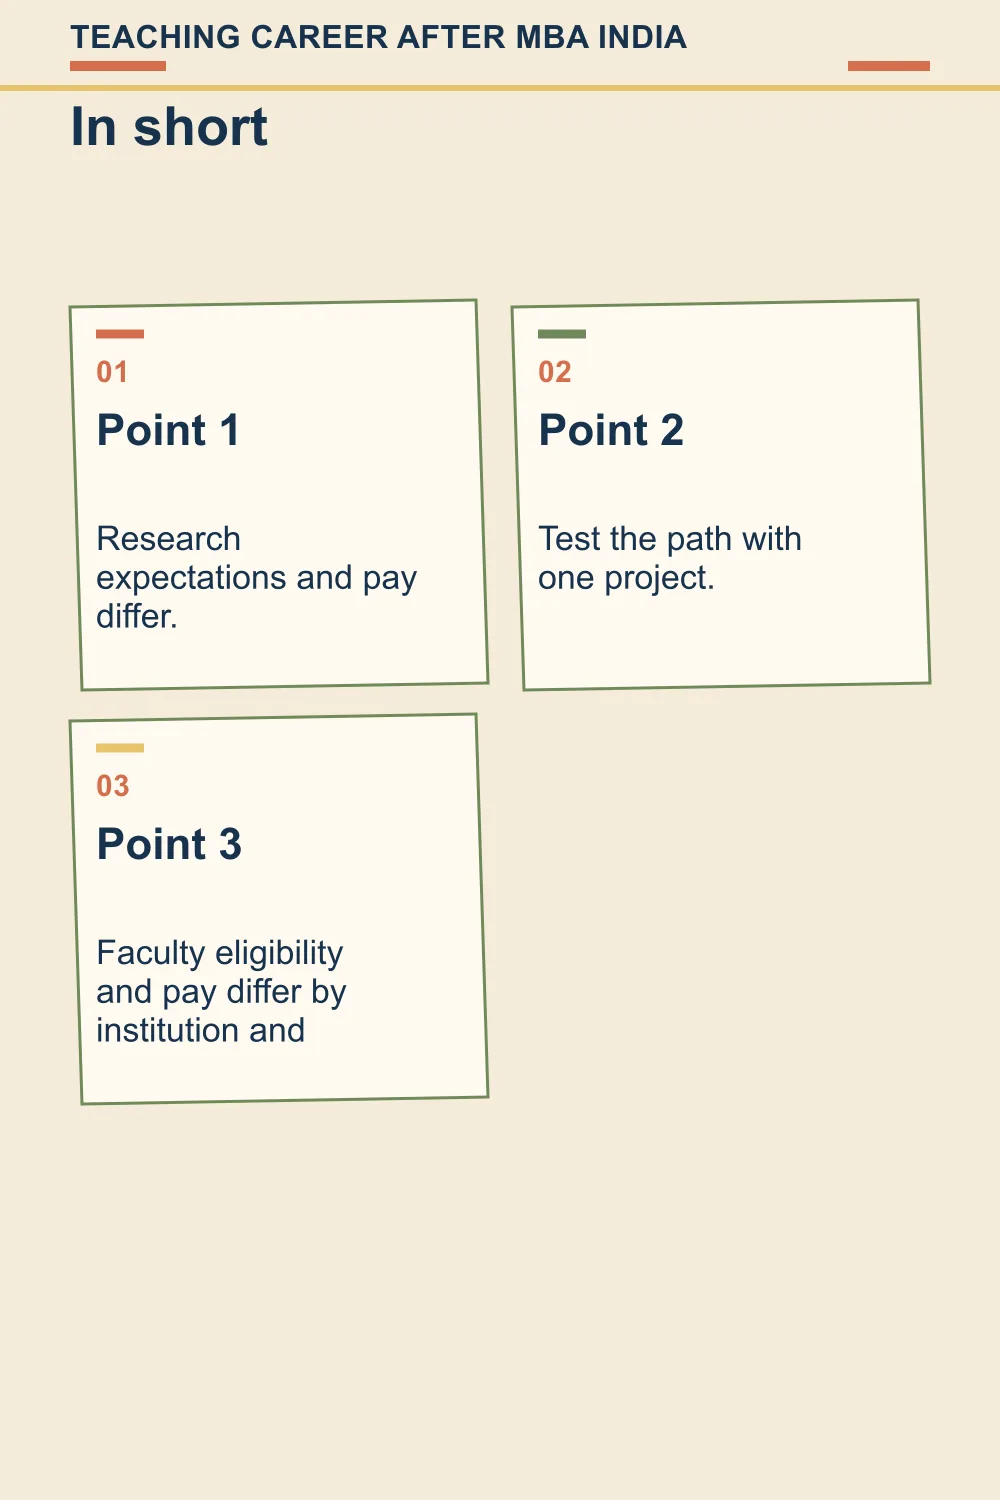 TEACHING CAREER AFTER MBA INDIA
In short
01
Point 1
Research
expectations and pay
differ.
02
Point 2
Test the path with
one project.
03
Point 3
Faculty eligibility
and pay differ by
institution and